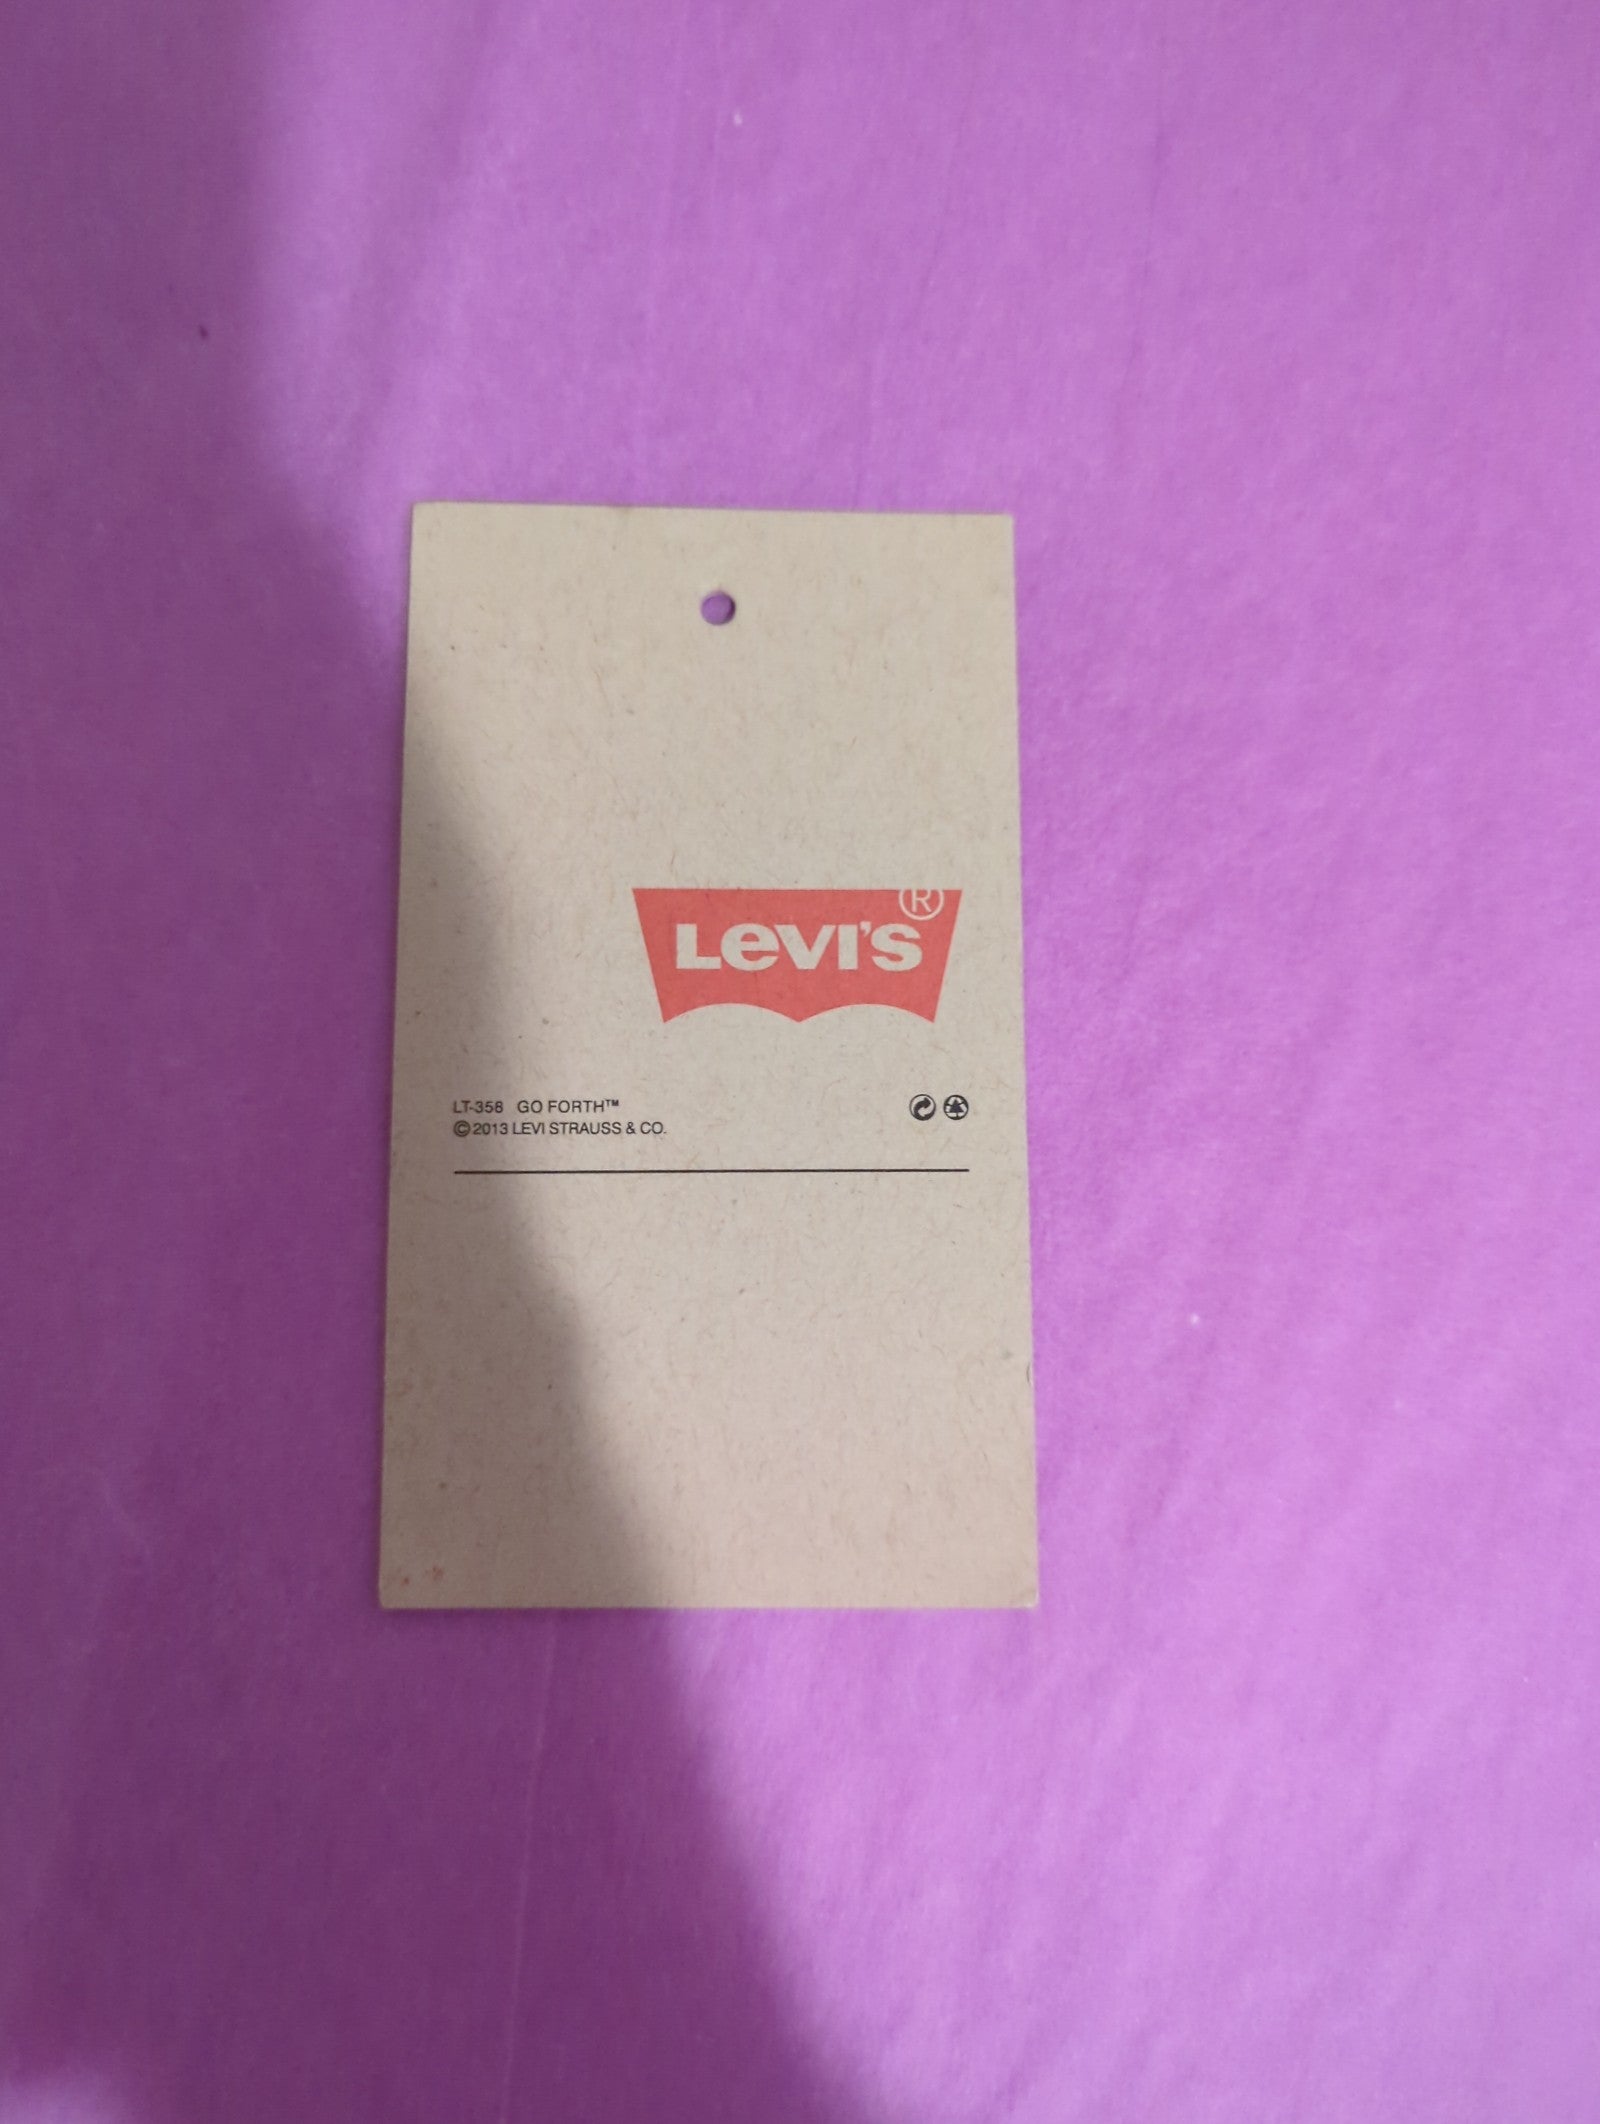 LEVI'S®
LT-358 GO FORTH™
©2013 LEVI STRAUSS & CO.